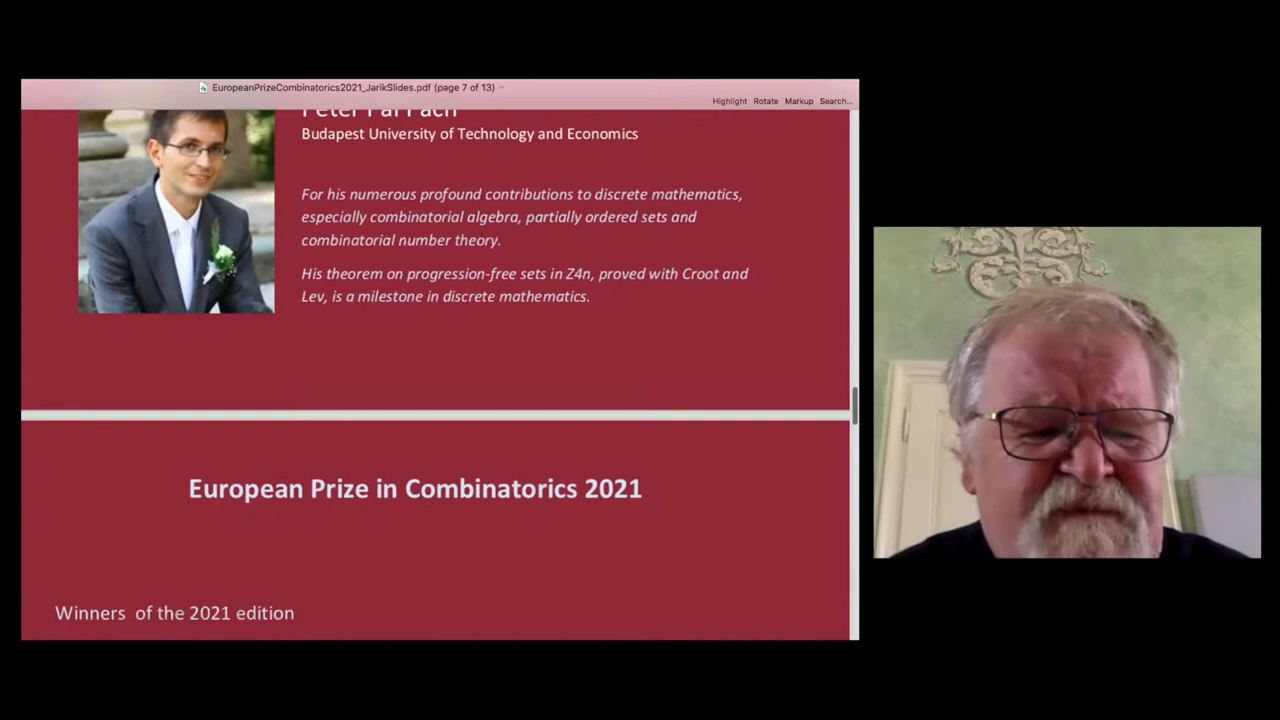 EuropeanPrizeCombinatorics2021_JarikSlides.pdf (page 7 of 13)
Highlight Rotate Markup Search...
Budapest University of Technology and Economics
For his numerous profound contributions to discrete mathematics,
especially combinatorial algebra, partially ordered sets and
combinatorial number theory.
His theorem on progression-free sets in Z4n, proved with Croot and
Lev, is a milestone in discrete mathematics.
European Prize in Combinatorics 2021
Winners of the 2021 edition